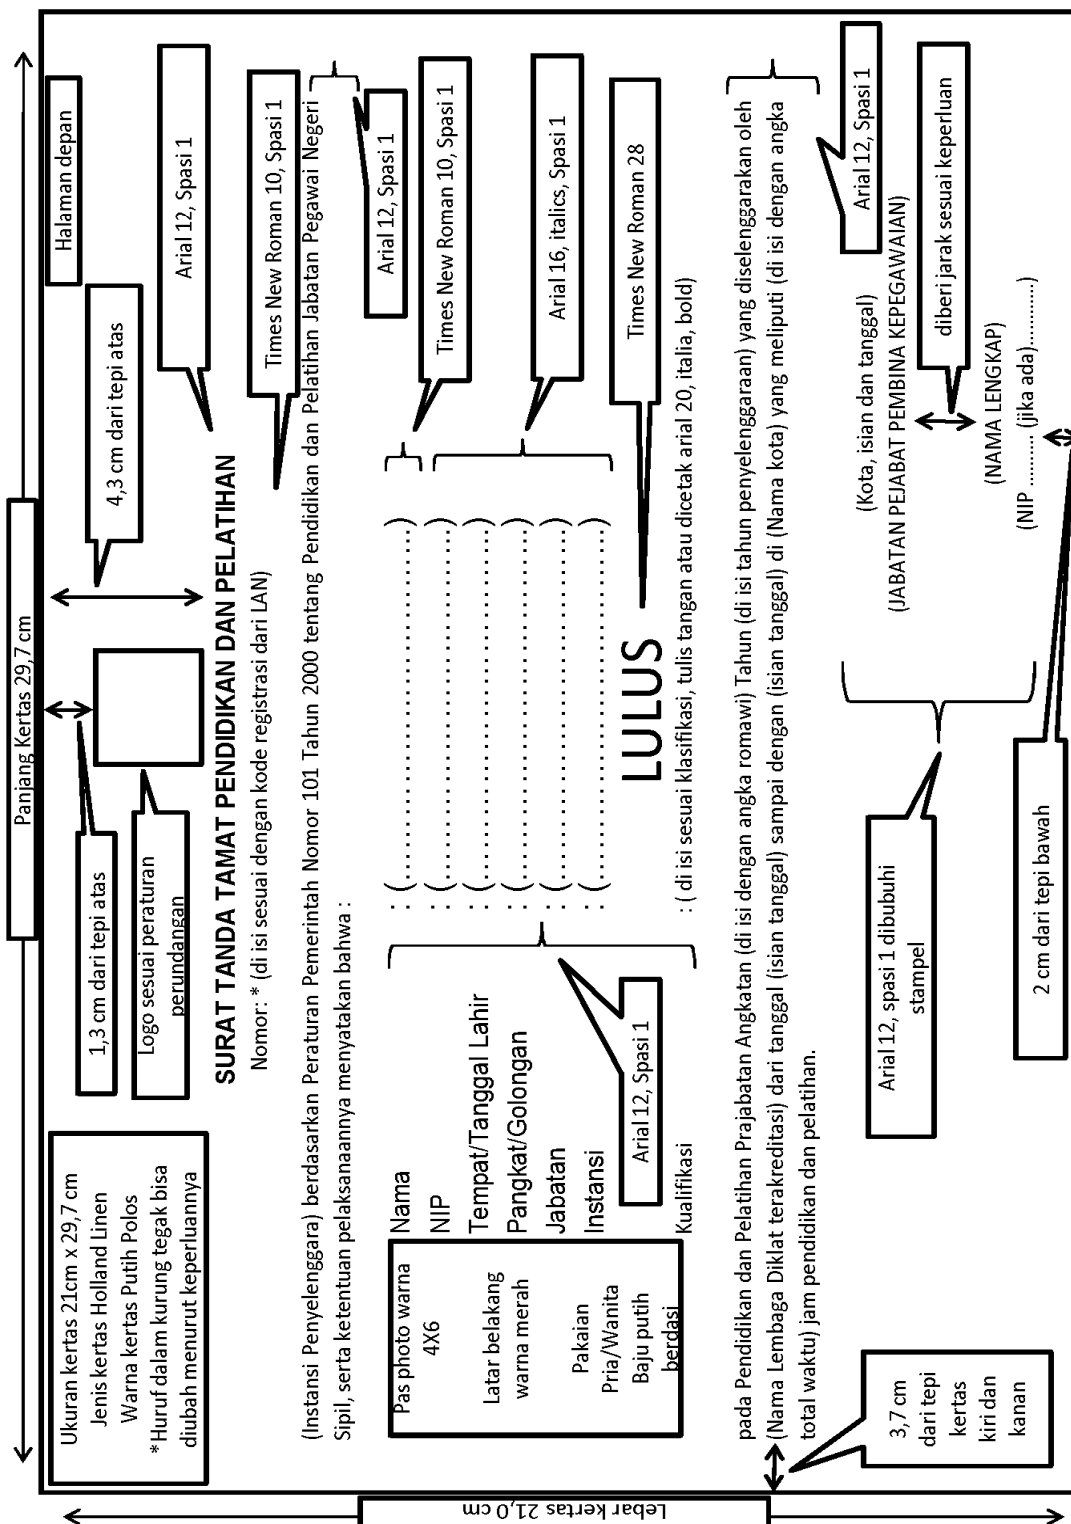 Panjang Kertas 29,7 cm
Lebar kertas 21,0 cm
Ukuran kertas 21cm x 29,7 cm
Jenis kertas Holland Linen
Warna kertas Putih Polos
*Huruf dalam kurung tegak bisa
diubah menurut keperluannya
1,3 cm dari tepi atas
Logo sesuai peraturan
perundangan
4,3 cm dari tepi atas
Halaman depan
SURAT TANDA TAMAT PENDIDIKAN DAN PELATIHAN
Arial 12, Spasi 1
Nomor: * (di isi sesuai dengan kode registrasi dari LAN)
Times New Roman 10, Spasi 1
(Instansi Penyelenggara) berdasarkan Peraturan Pemerintah Nomor 101 Tahun 2000 tentang Pendidikan dan Pelatihan Jabatan Pegawai Negeri
Sipil, serta ketentuan pelaksanaannya menyatakan bahwa :
Arial 12, Spasi 1
Pas photo warna
4X6
Latar belakang
warna merah
Pakaian
Pria/Wanita
Baju putih
berdasi
Nama : (..............................)
NIP : (..............................)
Tempat/Tanggal Lahir : (..............................)
Pangkat/Golongan : (..............................)
Jabatan : (..............................)
Instansi : (..............................)
Arial 12, Spasi 1
Times New Roman 10, Spasi 1
Arial 16, italics, Spasi 1
LULUS
Times New Roman 28
Kualifikasi : ( di isi sesuai klasifikasi, tulis tangan atau dicetak arial 20, italia, bold)
pada Pendidikan dan Pelatihan Prajabatan Angkatan (di isi dengan angka romawi) Tahun (di isi tahun penyelenggaraan) yang diselenggarakan oleh
(Nama Lembaga Diklat terakreditasi) dari tanggal (isian tanggal) sampai dengan (isian tanggal) di (Nama kota) yang meliputi (di isi dengan angka
total waktu) jam pendidikan dan pelatihan.
Arial 12, Spasi 1
3,7 cm
dari tepi
kertas
kiri dan
kanan
Arial 12, spasi 1 dibubuhi
stampel
(Kota, isian dan tanggal)
(JABATAN PEJABAT PEMBINA KEPEGAWAIAN)
diberi jarak sesuai keperluan
(NAMA LENGKAP)
(NIP .......... (jika ada)...........)
2 cm dari tepi bawah